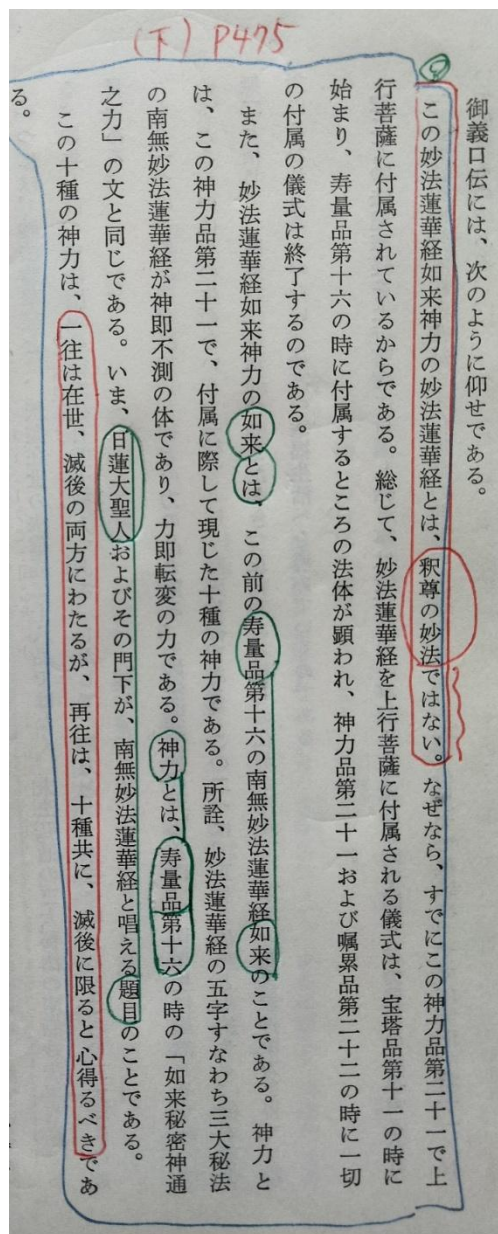 （下）P475
御義口伝には、次のように仰せである。
この妙法蓮華経如来神力の妙法蓮華経とは、釈尊の妙法ではない。なぜなら、すでにこの神力品第二十一で上
行菩薩に付属されているからである。総じて、妙法蓮華経を上行菩薩に付属される儀式は、宝塔品第十一の時に
始まり、寿量品第十六の時に付属するところの法体が顕われ、神力品第二十一および嘱累品第二十二の時に一切
の付属の儀式は終了するのである。
また、妙法蓮華経如来神力の如来とは、この前の寿量品第十六の南無妙法蓮華経如来のことである。神力と
は、この神力品第二十一で、付属に際して現じた十種の神力である。所詮、妙法蓮華経の五字すなわち三大秘法
の南無妙法蓮華経が神即不測の体であり、力即転変の力である。神力とは、寿量品第十六の時の「如来秘密神通
之力」の文と同じである。いま、日蓮大聖人およびその門下が、南無妙法蓮華経と唱える題目のことである。
この十種の神力は、一往は在世、滅後の両方にわたるが、再往は、十種共に、滅後に限ると心得るべきであ
る。